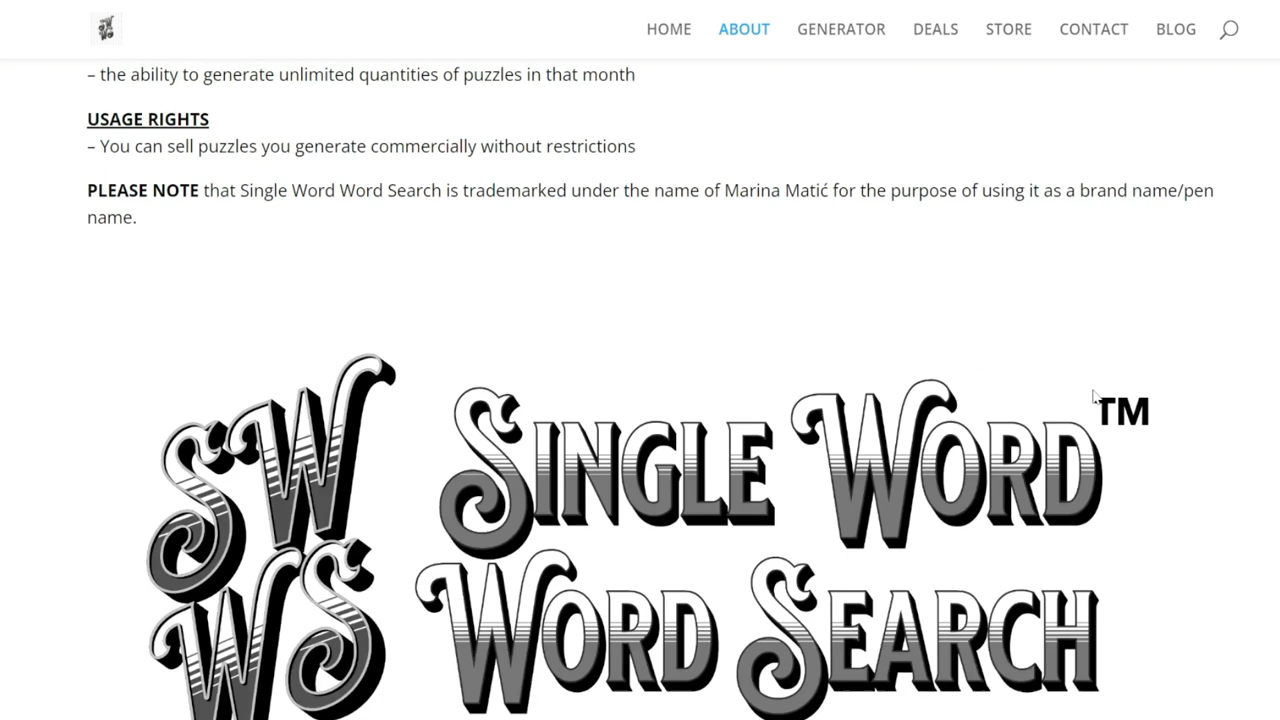 SW
WS
HOME ABOUT GENERATOR DEALS STORE CONTACT BLOG
– the ability to generate unlimited quantities of puzzles in that month
USAGE RIGHTS
– You can sell puzzles you generate commercially without restrictions
PLEASE NOTE that Single Word Word Search is trademarked under the name of Marina Matić for the purpose of using it as a brand name/pen
name.
SW
WS
SINGLE WORD™
WORD SEARCH